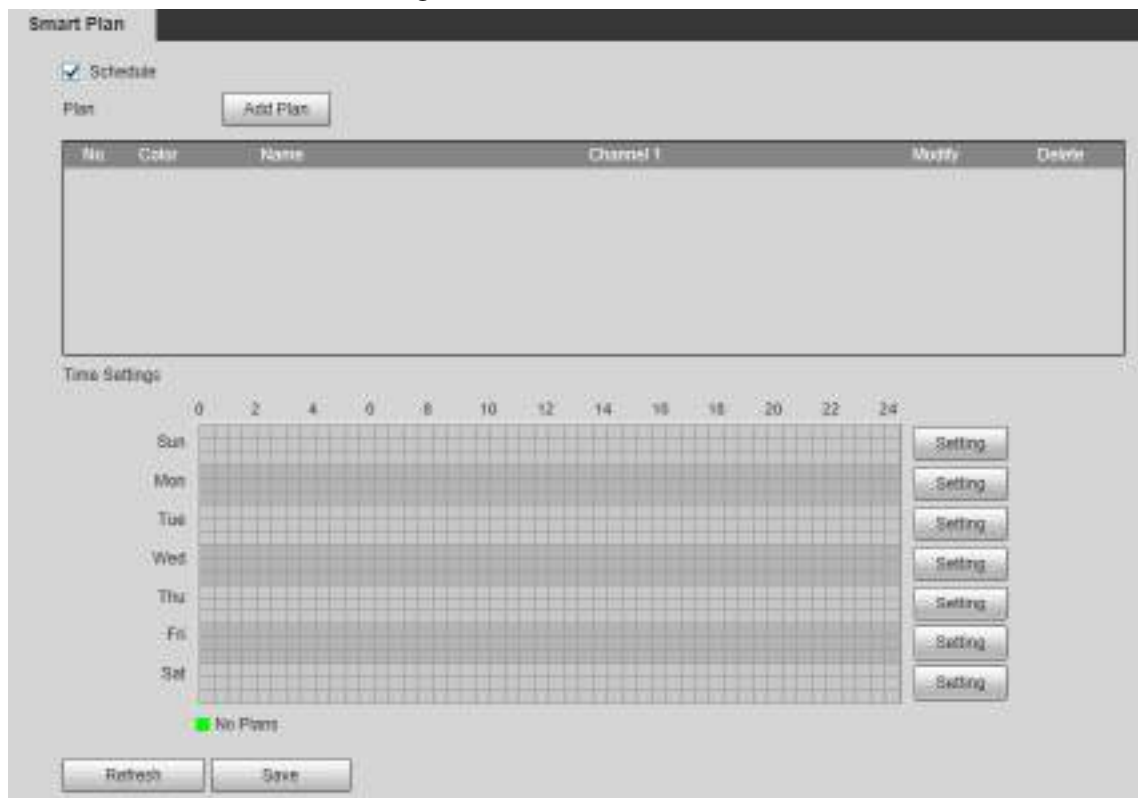 Smart Plan
Schedule
Plan Add Plan
No Color Name Channel 1 Modify Delete
Time Settings
0 2 4 6 8 10 12 14 16 18 20 22 24
Sun Setting
Mon Setting
Tue Setting
Wed Setting
Thu Setting
Fri Setting
Sat Setting
No Plans
Refresh Save